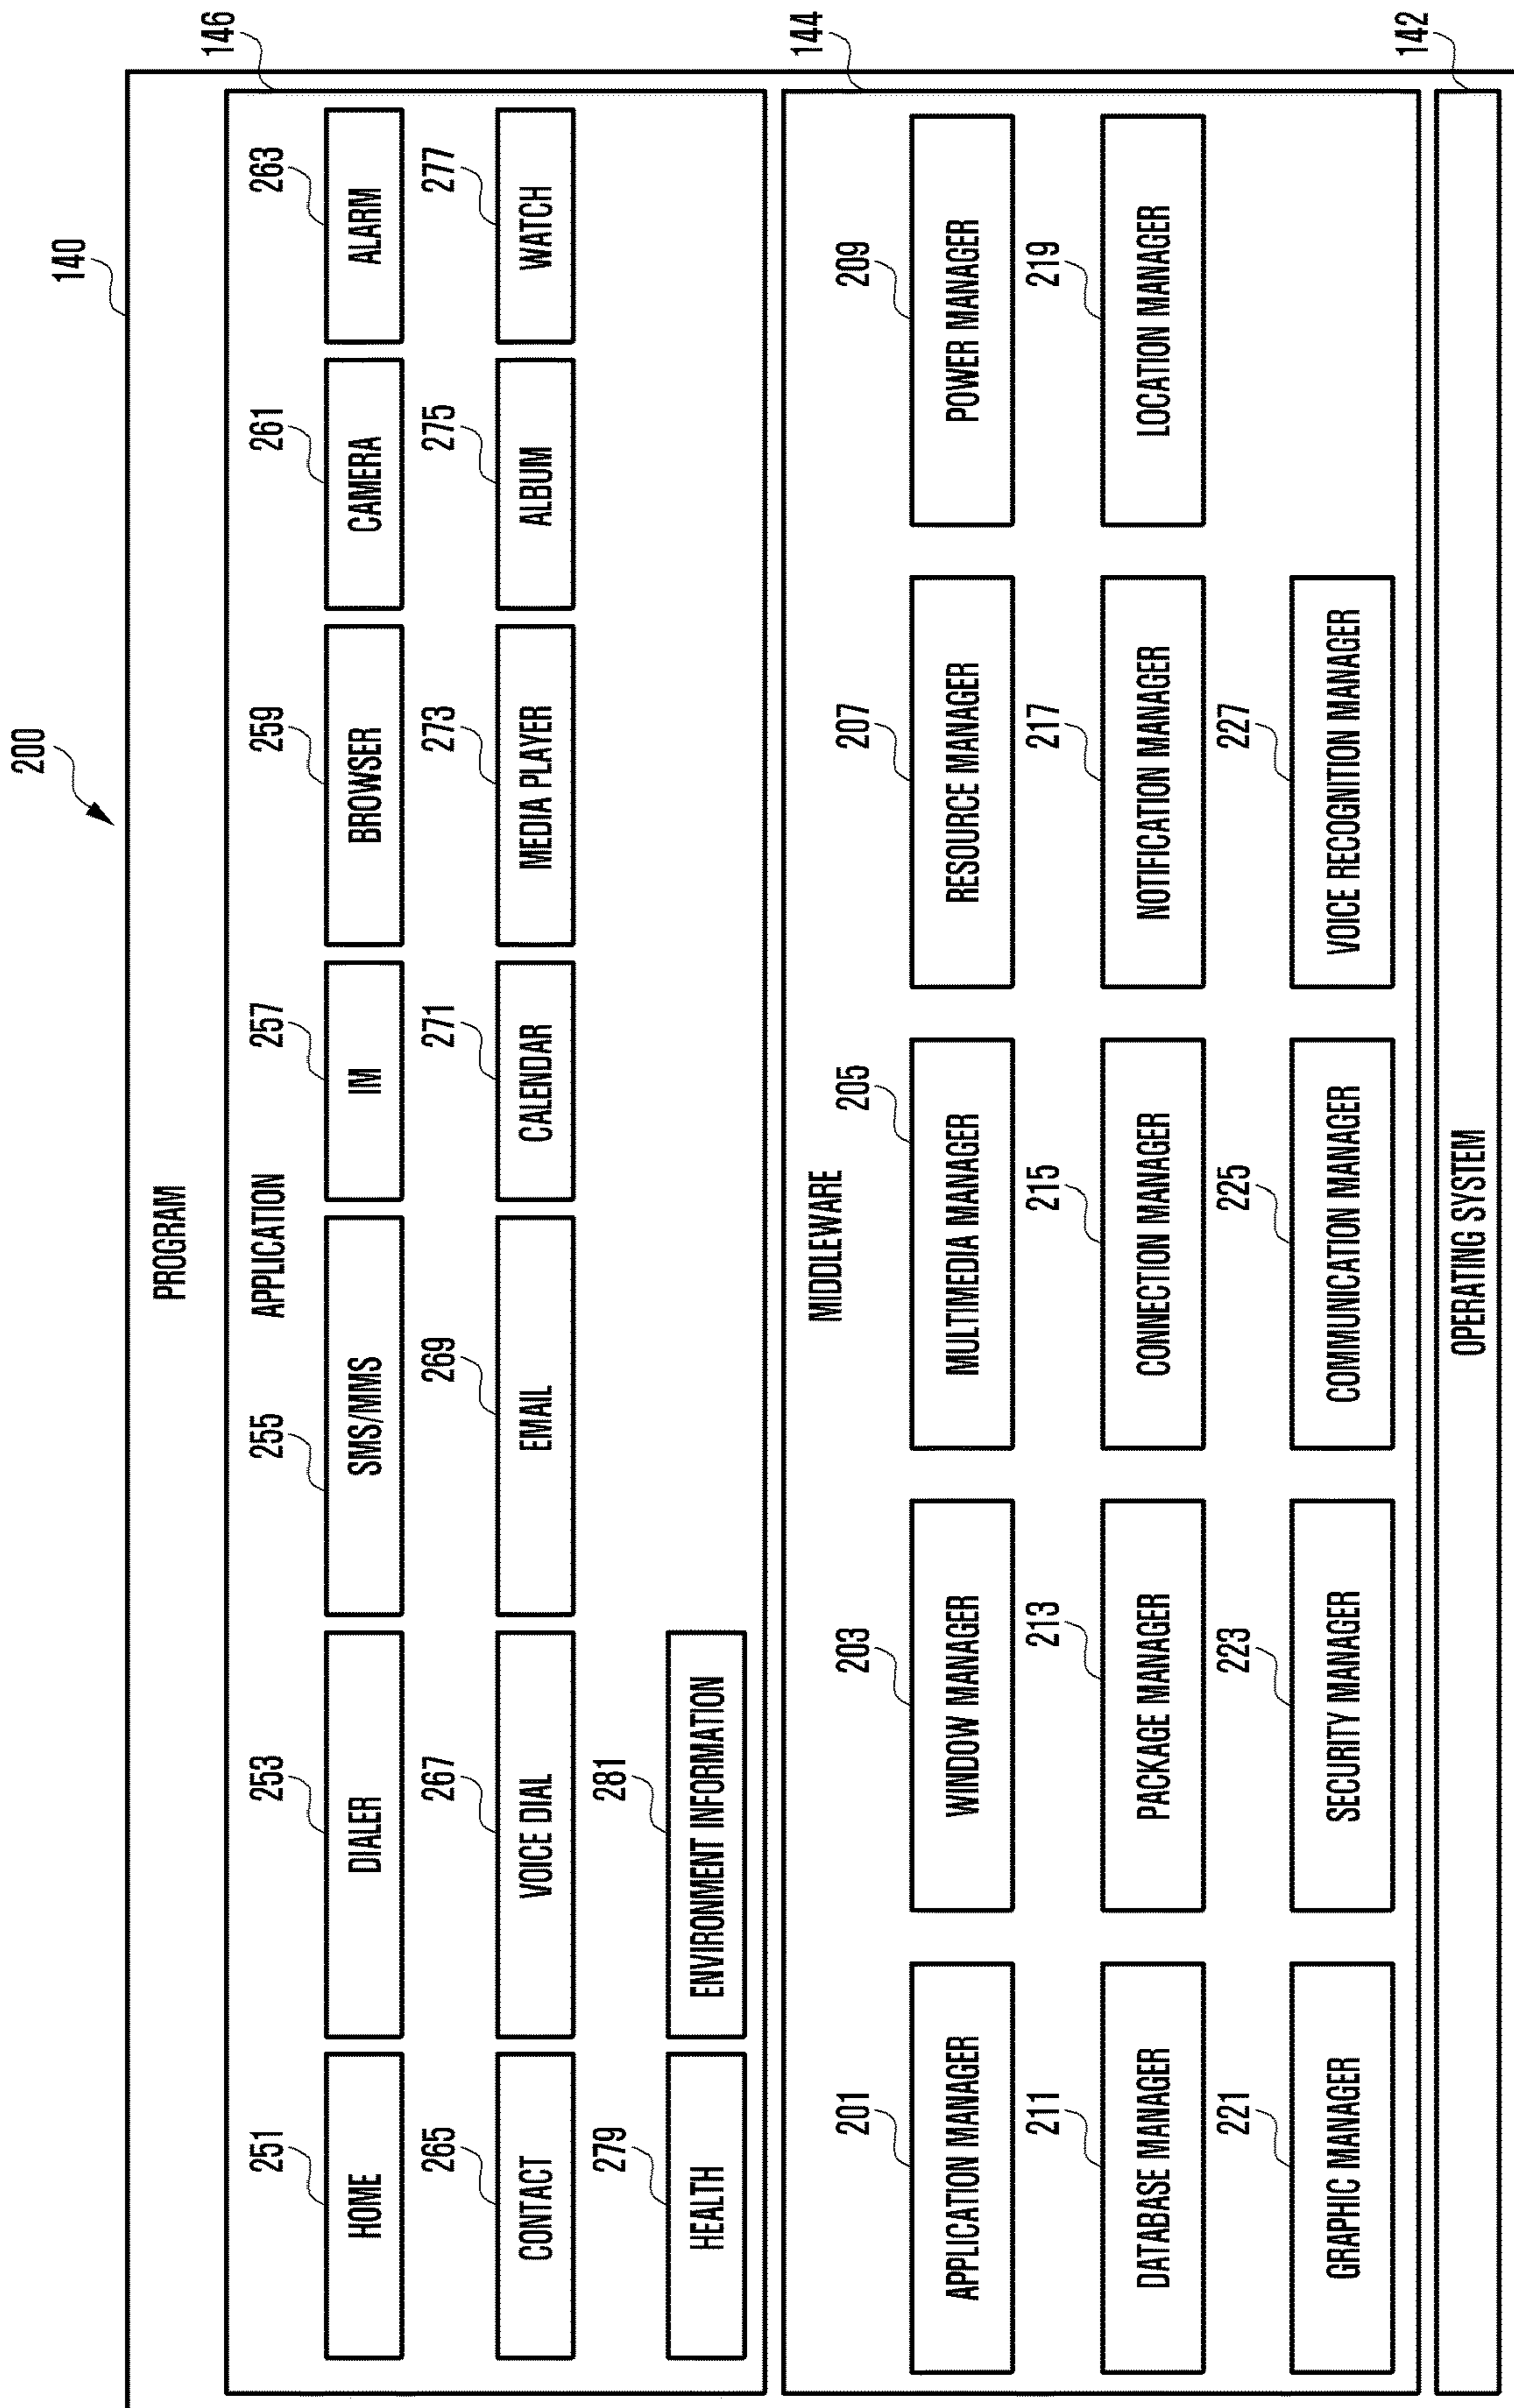 200
140
PROGRAM
146
APPLICATION
251
253
255
257
259
261
263
HOME
DIALER
SMS/MMS
IM
BROWSER
CAMERA
ALARM
265
267
269
271
273
275
277
CONTACT
VOICE DIAL
EMAIL
CALENDAR
MEDIA PLAYER
ALBUM
WATCH
279
281
HEALTH
ENVIRONMENT INFORMATION
144
MIDDLEWARE
201
203
205
207
209
APPLICATION MANAGER
WINDOW MANAGER
MULTIMEDIA MANAGER
RESOURCE MANAGER
POWER MANAGER
211
213
215
217
219
DATABASE MANAGER
PACKAGE MANAGER
CONNECTION MANAGER
NOTIFICATION MANAGER
LOCATION MANAGER
221
223
225
227
GRAPHIC MANAGER
SECURITY MANAGER
COMMUNICATION MANAGER
VOICE RECOGNITION MANAGER
142
OPERATING SYSTEM